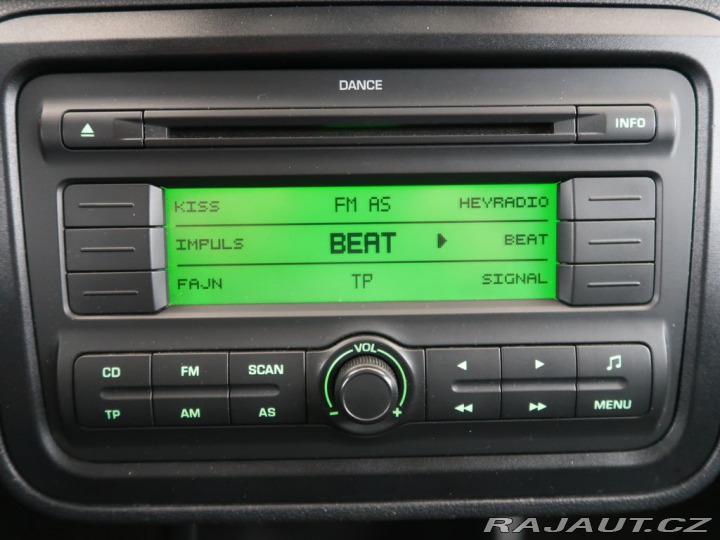 DANCE
INFO
KISS FM AS HEYRADIO
IMPULS BEAT BEAT
FAJN TP SIGNAL
VOL
CD FM SCAN
TP AM AS - + MENU
RAJAUT.CZ